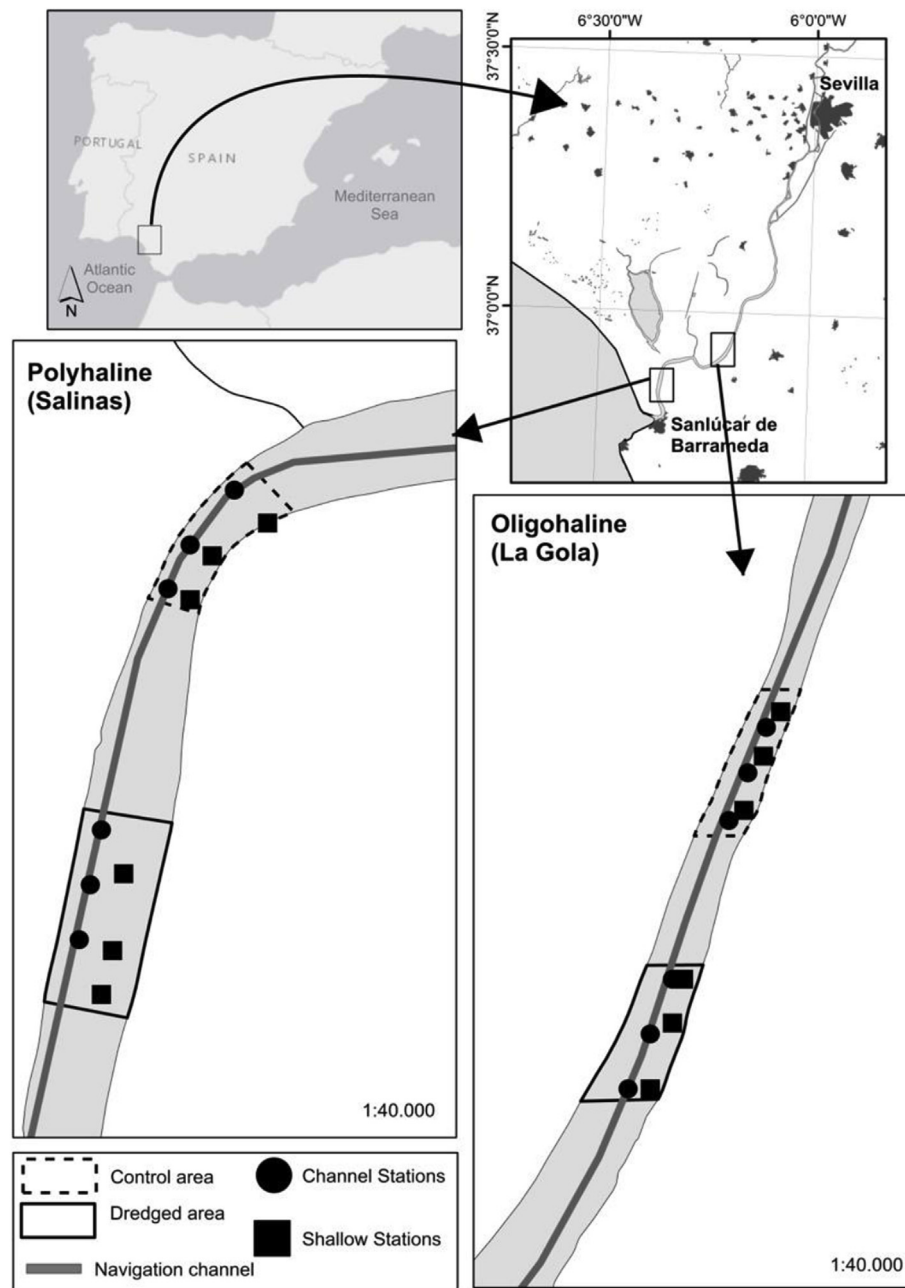 PORTUGAL
SPAIN
Mediterranean
Sea
Atlantic
Ocean
N
6°30'0"W
6°0'0"W
37°30'0"N
37°0'0"N
Sevilla
Sanlúcar de
Barrameda
Polyhaline
(Salinas)
1:40.000
Oligohaline
(La Gola)
1:40.000
Control area
Dredged area
Navigation channel
Channel Stations
Shallow Stations